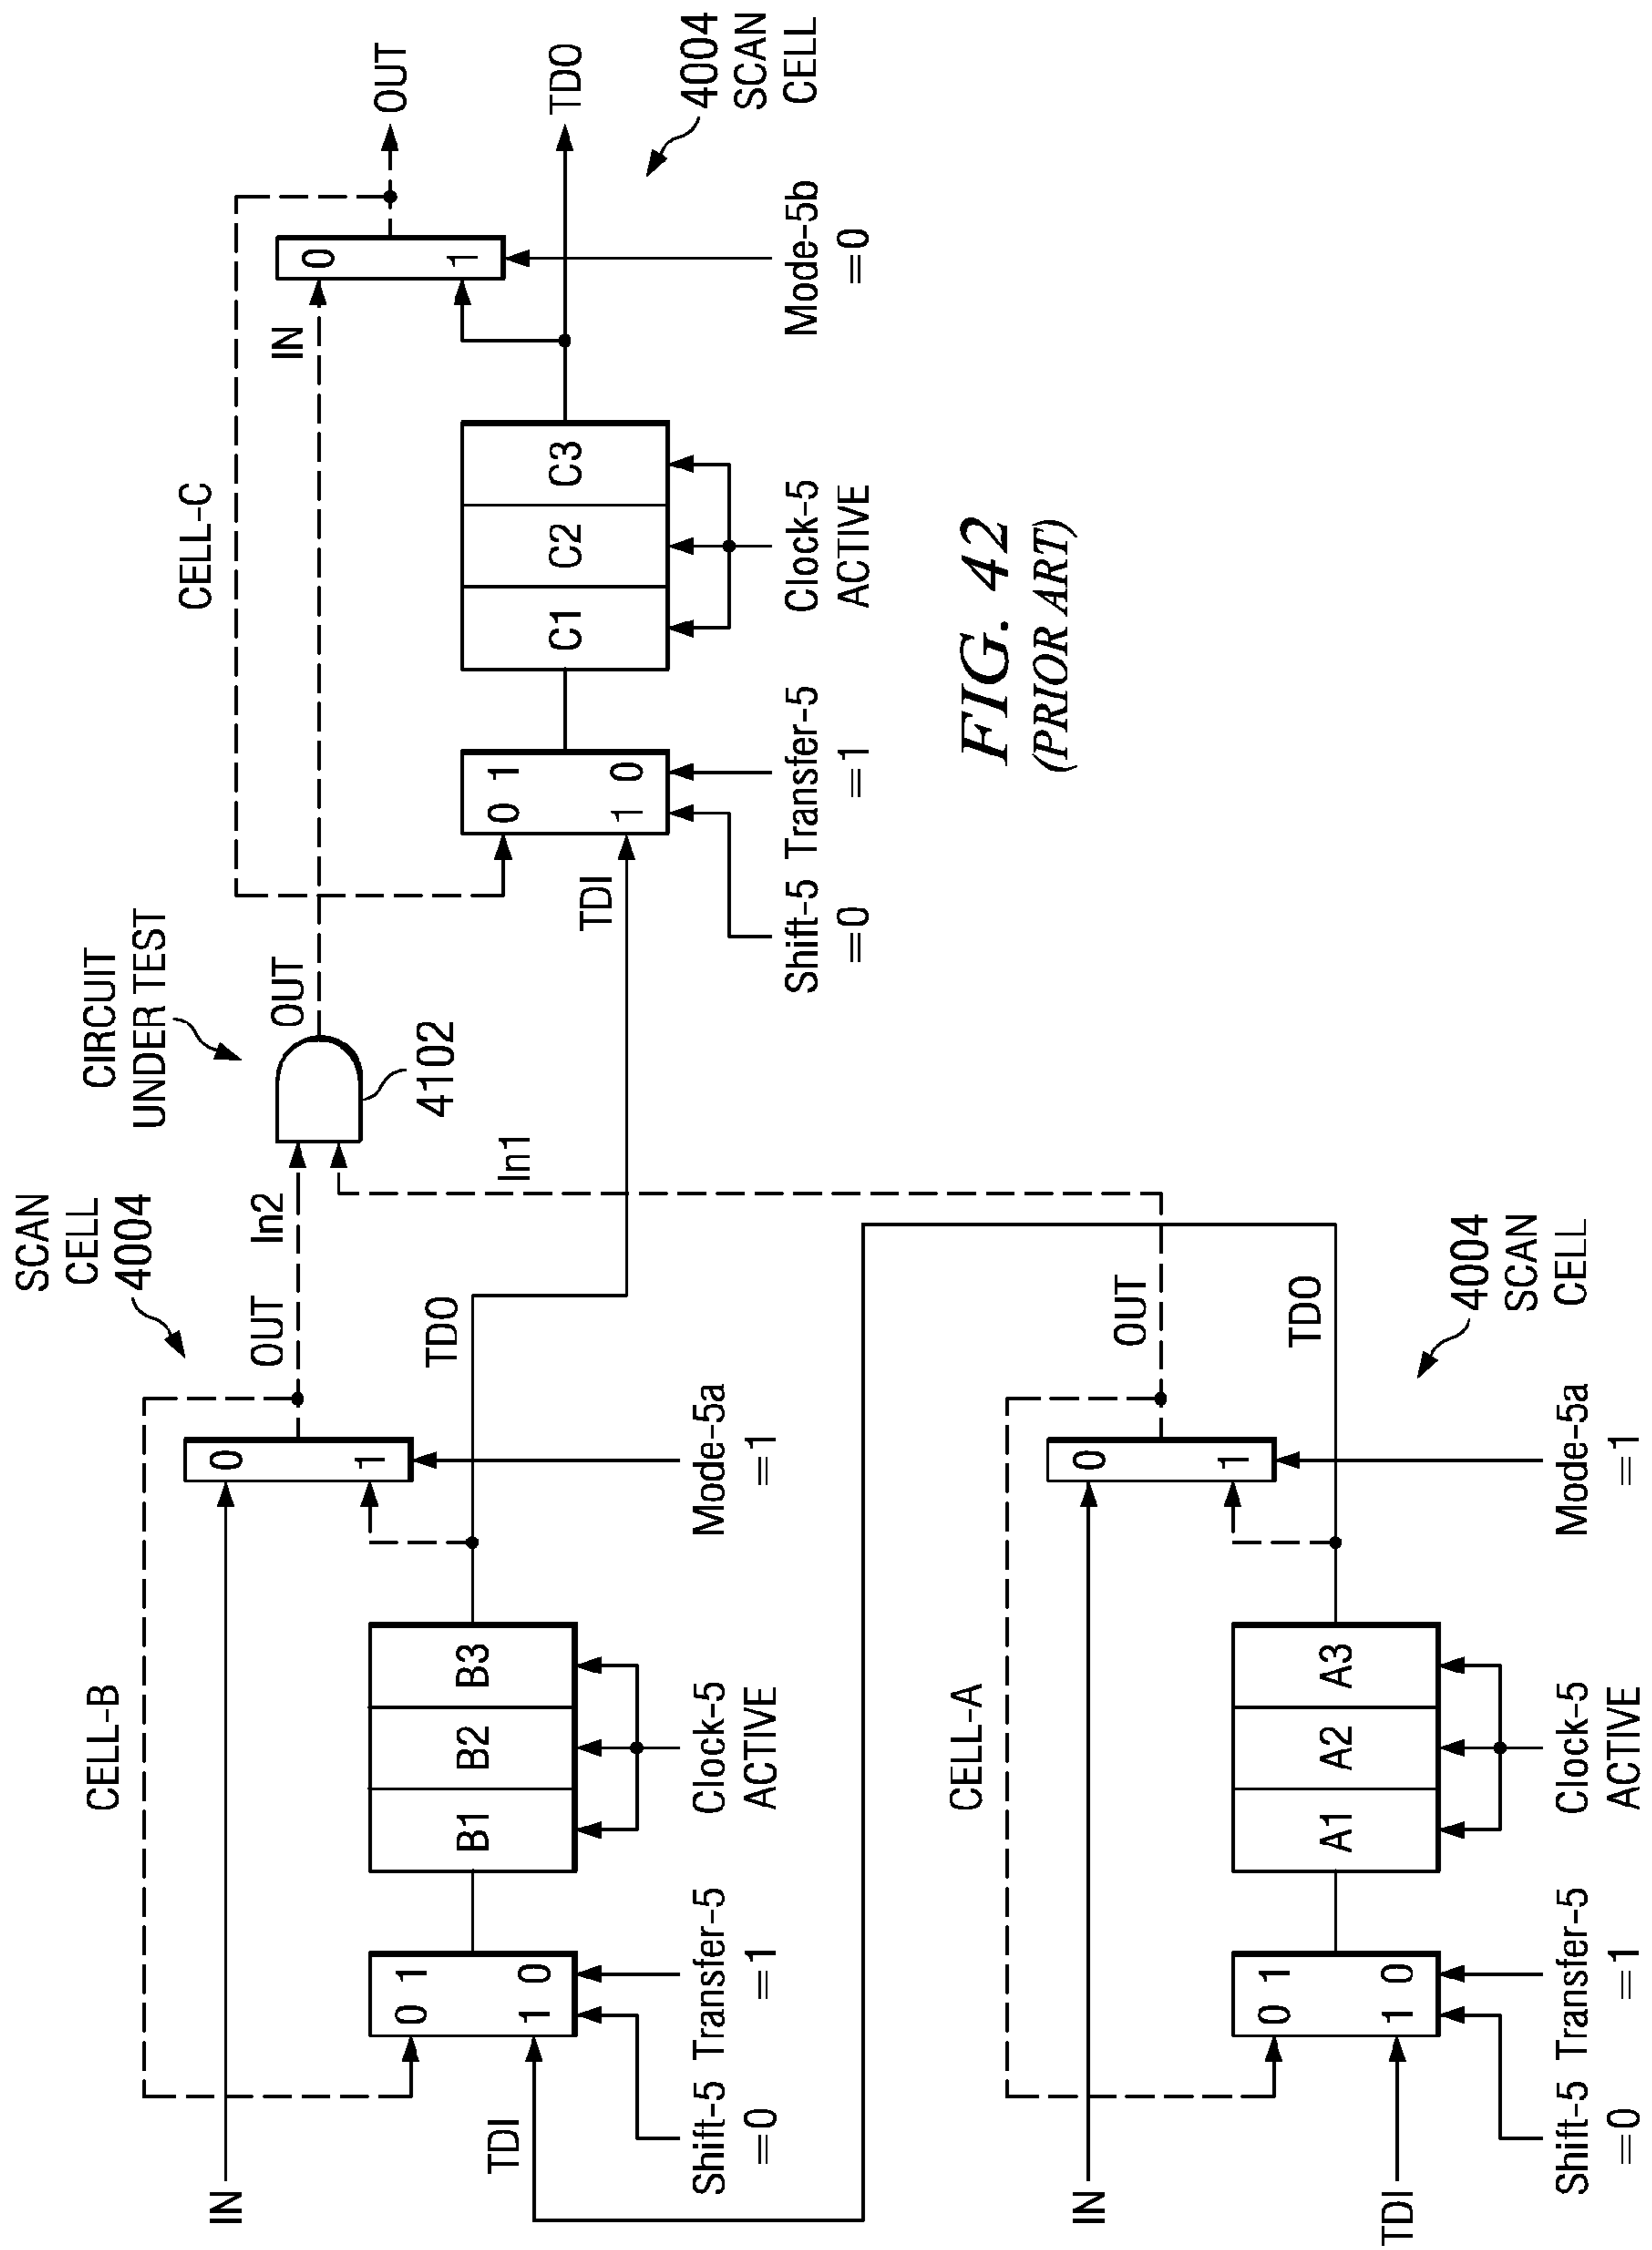 SCAN
CELL
4004
CELL-B
IN
TDI
0 1
1 0
Shift-5 Transfer-5
=0 =1
B1 B2 B3
Clock-5
ACTIVE
0
1
Mode-5a
=1
OUT
In2
TDO
CIRCUIT
UNDER TEST
4102
OUT
In1
CELL-C
IN
TDI
0 1
1 0
Shift-5 Transfer-5
=0 =1
C1 C2 C3
Clock-5
ACTIVE
0
1
Mode-5b
=0
OUT
TDO
4004
SCAN
CELL
CELL-A
IN
TDI
0 1
1 0
Shift-5 Transfer-5
=0 =1
A1 A2 A3
Clock-5
ACTIVE
0
1
Mode-5a
=1
OUT
TDO
4004
SCAN
CELL
FIG. 42
(PRIOR ART)